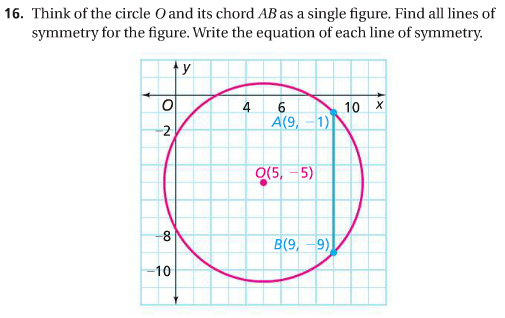 16. Think of the circle O and its chord AB as a single figure. Find all lines of
symmetry for the figure. Write the equation of each line of symmetry.
y
O 4 6 10 x
A(9, −1)
−2
O(5, −5)
−8
B(9, −9)
−10